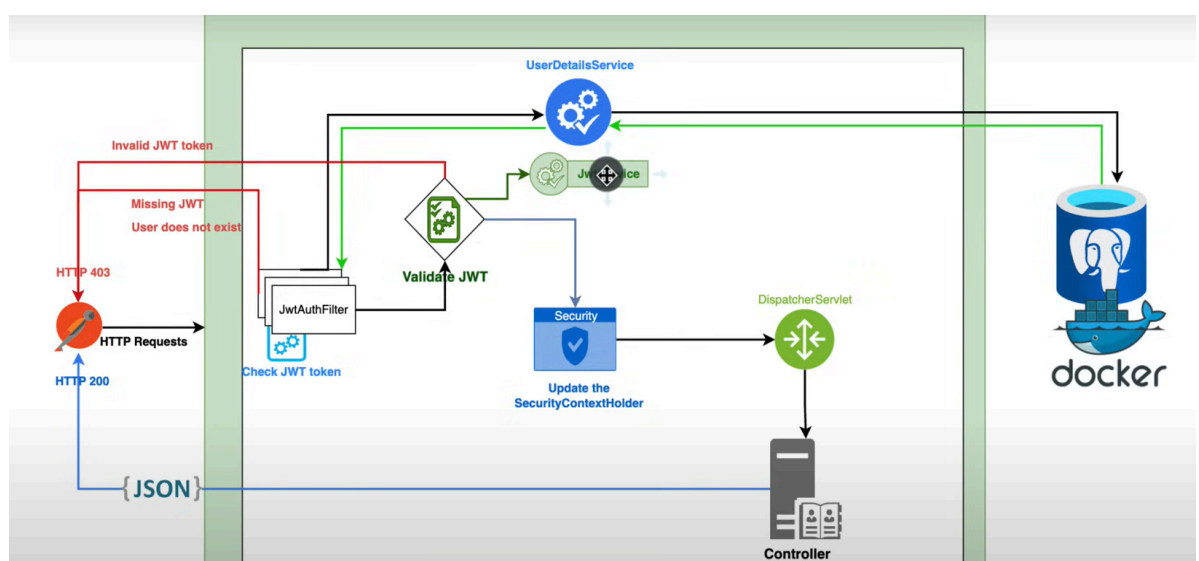 UserDetailsService
Invalid JWT token
Missing JWT
User does not exist
Validate JWT
HTTP 403
JwtAuthFilter
HTTP Requests
Check JWT token
HTTP 200
Security
Update the
SecurityContextHolder
DispatcherServlet
docker
{JSON}
Controller